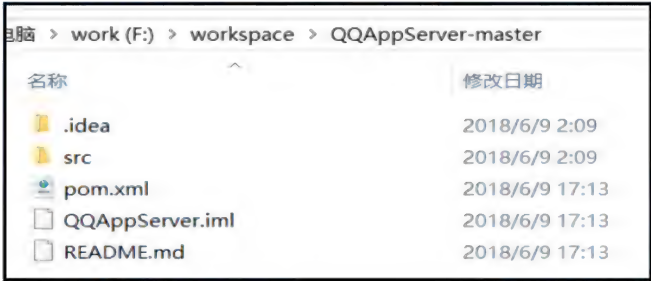 电脑 > work (F:) > workspace > QQAppServer-master
名称 修改日期
.idea 2018/6/9 2:09
src 2018/6/9 2:09
pom.xml 2018/6/9 17:13
QQAppServer.iml 2018/6/9 17:13
README.md 2018/6/9 17:13